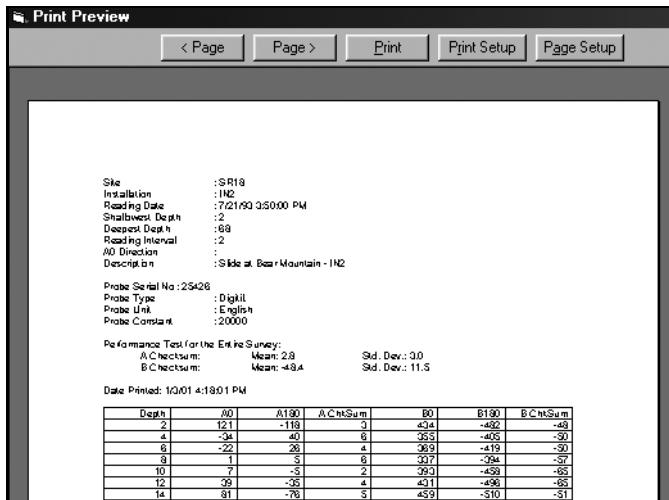 Print Preview
< Page Page > Print Print Setup Page Setup
Site : SR18
Installation : IN2
Reading Date : 7/21/93 3:50:00 PM
Shallowest Depth : 2
Deepest Depth : 68
Reading Interval : 2
A0 Direction :
Description : Slide at Bear Mountain - IN2
Probe Serial No : 25426
Probe Type : Digitil
Probe Unit : English
Probe Constant : 20000
Performance Test for the Entire Survey:
A Checksum: Mean: 2.8 Std. Dev.: 3.0
B Checksum: Mean: -48.4 Std. Dev.: 11.5
Date Printed: 1/3/01 4:18:01 PM
Depth A0 A180 A ChkSum B0 B180 B ChkSum
2 121 -118 3 434 -482 -48
4 -34 40 6 355 -405 -50
6 -22 26 4 369 -419 -50
8 1 5 6 337 -394 -57
10 7 -5 2 393 -458 -65
12 39 -35 4 431 -496 -65
14 81 -76 5 459 -510 -51